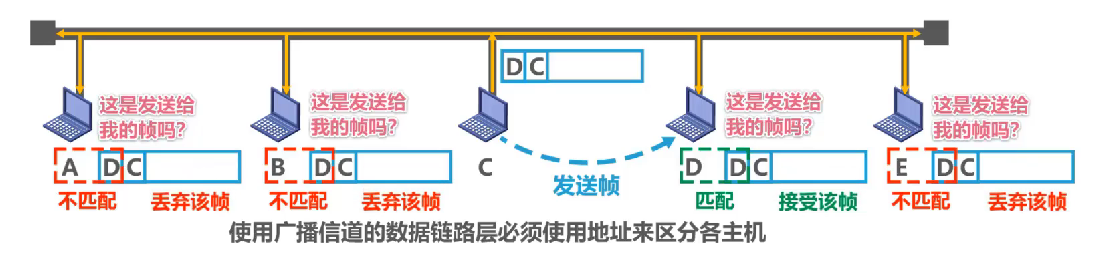 D C
这是发送给
我的帧吗?
这是发送给
我的帧吗?
这是发送给
我的帧吗?
这是发送给
我的帧吗?
A D C
B D C
C
D D C
E D C
发送帧
不匹配 丢弃该帧
不匹配 丢弃该帧
匹配 接受该帧
不匹配 丢弃该帧
使用广播信道的数据链路层必须使用地址来区分各主机